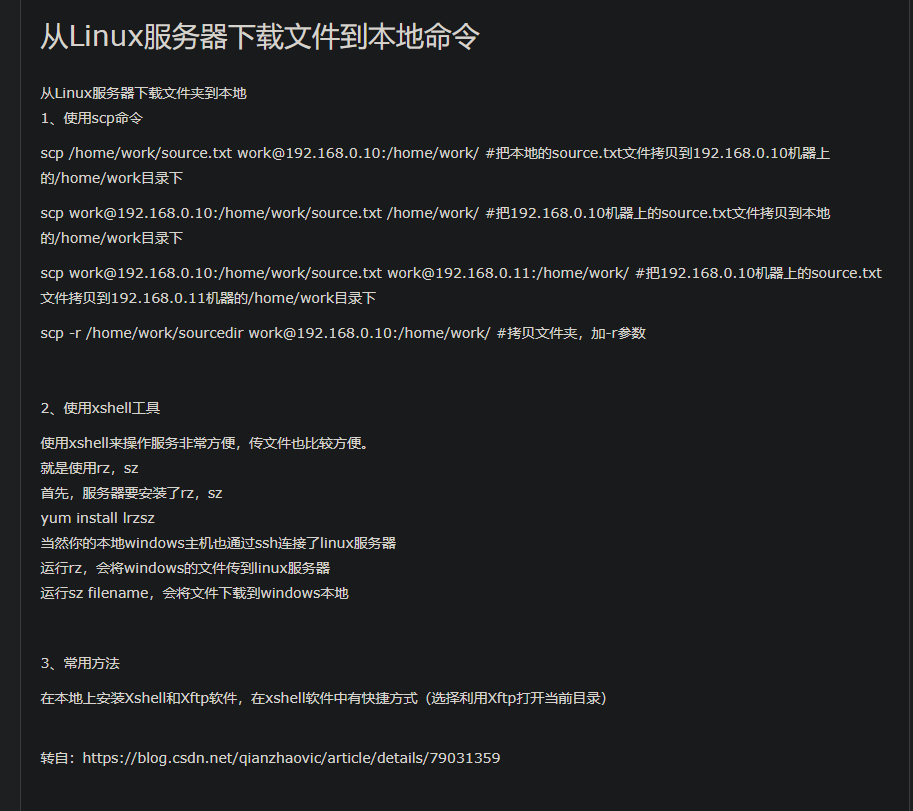 从Linux服务器下载文件到本地命令
从Linux服务器下载文件夹到本地
1、使用scp命令
scp /home/work/source.txt work@192.168.0.10:/home/work/ #把本地的source.txt文件拷贝到192.168.0.10机器上
的/home/work目录下
scp work@192.168.0.10:/home/work/source.txt /home/work/ #把192.168.0.10机器上的source.txt文件拷贝到本地
的/home/work目录下
scp work@192.168.0.10:/home/work/source.txt work@192.168.0.11:/home/work/ #把192.168.0.10机器上的source.txt
文件拷贝到192.168.0.11机器的/home/work目录下
scp -r /home/work/sourcedir work@192.168.0.10:/home/work/ #拷贝文件夹，加-r参数
2、使用xshell工具
使用xshell来操作服务非常方便，传文件也比较方便。
就是使用rz，sz
首先，服务器要安装了rz，sz
yum install lrzsz
当然你的本地windows主机也通过ssh连接了linux服务器
运行rz，会将windows的文件传到linux服务器
运行sz filename，会将文件下载到windows本地
3、常用方法
在本地上安装Xshell和Xftp软件，在xshell软件中有快捷方式（选择利用Xftp打开当前目录）
转自：https://blog.csdn.net/qianzhaovic/article/details/79031359